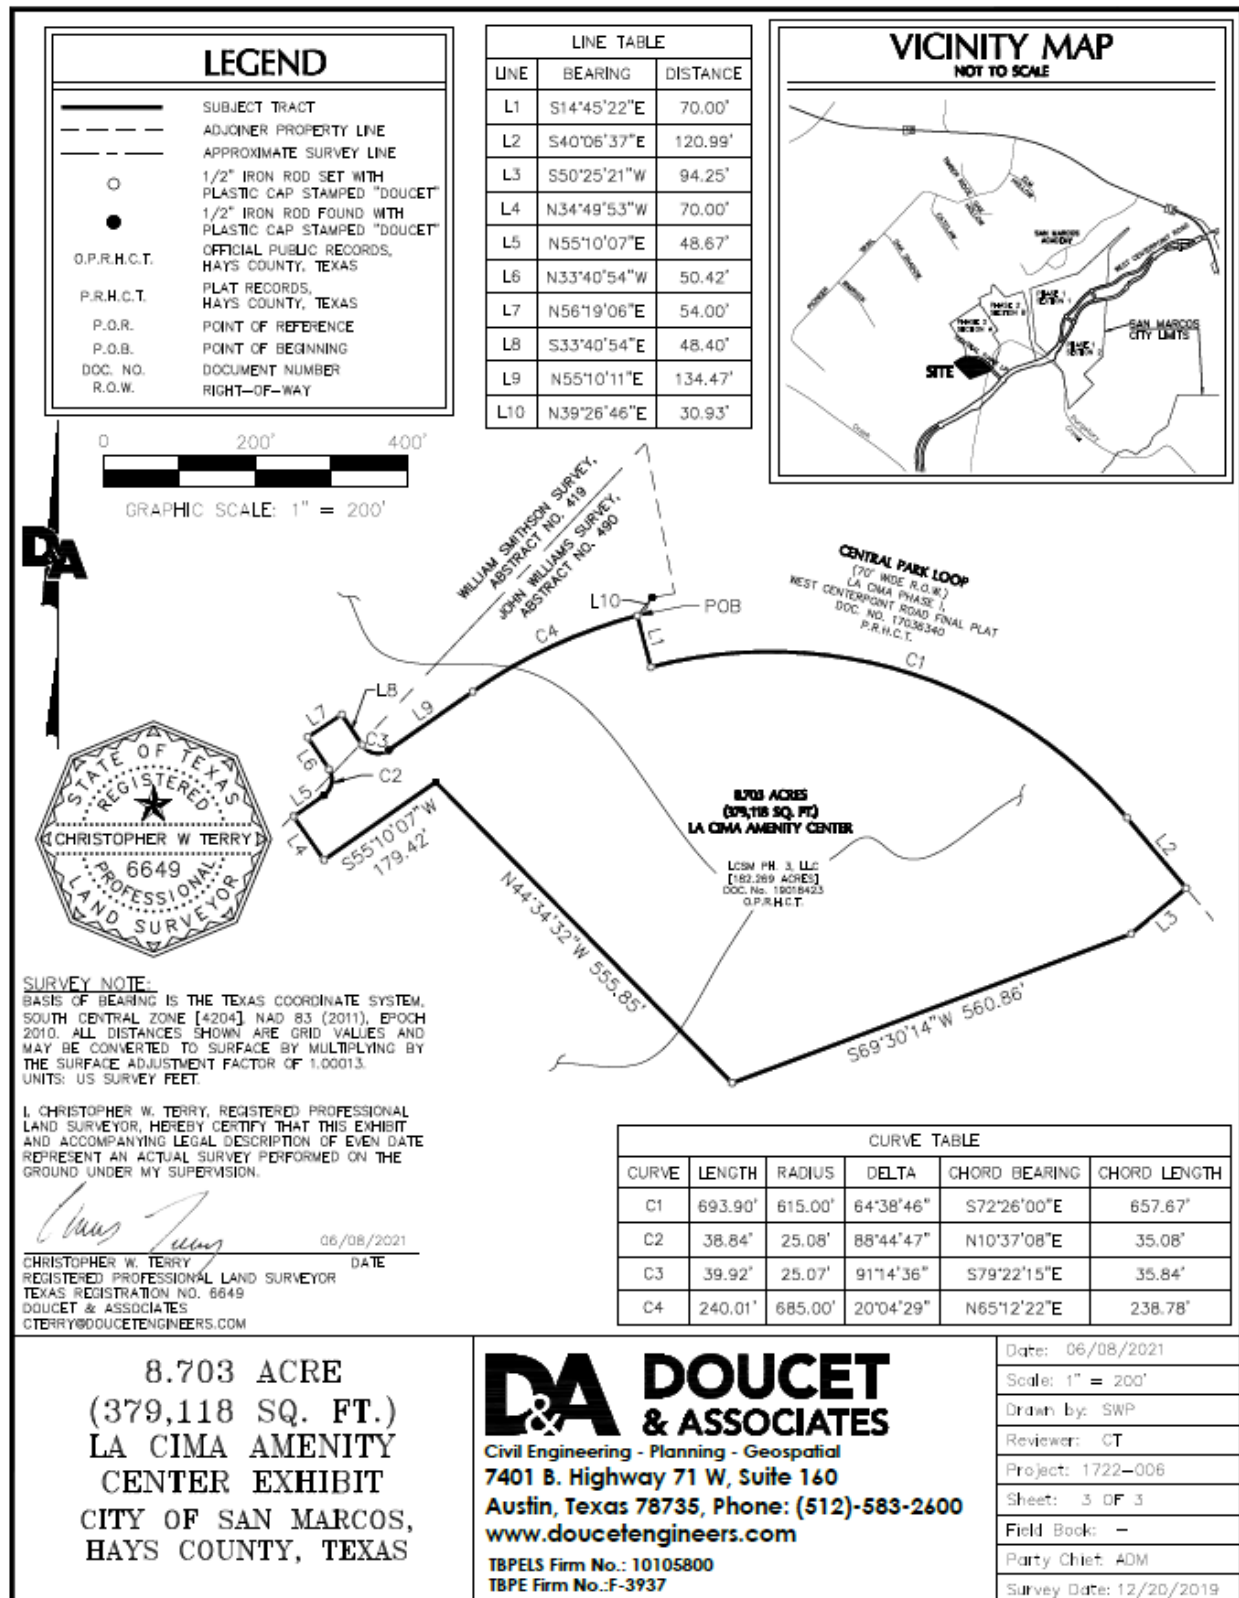 LEGEND
SUBJECT TRACT
ADJOINER PROPERTY LINE
APPROXIMATE SURVEY LINE
1/2" IRON ROD SET WITH
PLASTIC CAP STAMPED "DOUCET"
1/2" IRON ROD FOUND WITH
PLASTIC CAP STAMPED "DOUCET"
O.P.R.H.C.T. OFFICIAL PUBLIC RECORDS,
HAYS COUNTY, TEXAS
P.R.H.C.T. PLAT RECORDS,
HAYS COUNTY, TEXAS
P.O.R. POINT OF REFERENCE
P.O.B. POINT OF BEGINNING
DOC. NO. DOCUMENT NUMBER
R.O.W. RIGHT-OF-WAY
LINE TABLE
LINE BEARING DISTANCE
L1 S14°45'22"E 70.00'
L2 S40°06'37"E 120.99'
L3 S50°25'21"W 94.25'
L4 N34°49'53"W 70.00'
L5 N55°10'07"E 48.67'
L6 N33°40'54"W 50.42'
L7 N56°19'06"E 54.00'
L8 S33°40'54"E 48.40'
L9 N55°10'11"E 134.47'
L10 N39°26'46"E 30.93'
VICINITY MAP
NOT TO SCALE
SAN MARCOS
ACADEMY
WEST CENTERPOINT ROAD
PHASE 1
SECTION 1
PHASE 2
SECTION B
PHASE 2
SECTION A
PHASE 1
SECTION 2
SAN MARCOS
CITY LIMITS
SITE
0 200' 400'
GRAPHIC SCALE: 1" = 200'
D&A
WILLIAM SMITHSON SURVEY,
ABSTRACT NO. 419
JOHN WILLIAMS SURVEY,
ABSTRACT NO. 490
CENTRAL PARK LOOP
(70' WIDE R.O.W.)
LA CIMA PHASE I,
WEST CENTERPOINT ROAD FINAL PLAT
DOC. NO. 17036340
P.R.H.C.T.
L10
POB
C4
L1
C1
L8
L7
L9
C3
L6
C2
L5
L4
L2
L3
S55°10'07"W
179.42'
N44°34'32"W 555.85'
S69°30'14"W 560.86'
8.703 ACRES
(379,118 SQ. FT.)
LA CIMA AMENITY CENTER
LCSM PH. 3, LLC
[182.269 ACRES]
DOC. No. 19018423
O.P.R.H.C.T.
STATE OF TEXAS
REGISTERED
CHRISTOPHER W TERRY
6649
PROFESSIONAL
LAND SURVEYOR
SURVEY NOTE:
BASIS OF BEARING IS THE TEXAS COORDINATE SYSTEM,
SOUTH CENTRAL ZONE [4204], NAD 83 (2011), EPOCH
2010. ALL DISTANCES SHOWN ARE GRID VALUES AND
MAY BE CONVERTED TO SURFACE BY MULTIPLYING BY
THE SURFACE ADJUSTMENT FACTOR OF 1.00013.
UNITS: US SURVEY FEET.
I, CHRISTOPHER W. TERRY, REGISTERED PROFESSIONAL
LAND SURVEYOR, HEREBY CERTIFY THAT THIS EXHIBIT
AND ACCOMPANYING LEGAL DESCRIPTION OF EVEN DATE
REPRESENT AN ACTUAL SURVEY PERFORMED ON THE
GROUND UNDER MY SUPERVISION.
06/08/2021
CHRISTOPHER W. TERRY DATE
REGISTERED PROFESSIONAL LAND SURVEYOR
TEXAS REGISTRATION NO. 6649
DOUCET & ASSOCIATES
CTERRY@DOUCETENGINEERS.COM
CURVE TABLE
CURVE LENGTH RADIUS DELTA CHORD BEARING CHORD LENGTH
C1 693.90' 615.00' 64°38'46" S72°26'00"E 657.67'
C2 38.84' 25.08' 88°44'47" N10°37'08"E 35.08'
C3 39.92' 25.07' 91°14'36" S79°22'15"E 35.84'
C4 240.01' 685.00' 20°04'29" N65°12'22"E 238.78'
8.703 ACRE
(379,118 SQ. FT.)
LA CIMA AMENITY
CENTER EXHIBIT
CITY OF SAN MARCOS,
HAYS COUNTY, TEXAS
D&A DOUCET
& ASSOCIATES
Civil Engineering - Planning - Geospatial
7401 B. Highway 71 W, Suite 160
Austin, Texas 78735, Phone: (512)-583-2600
www.doucetengineers.com
TBPELS Firm No.: 10105800
TBPE Firm No.:F-3937
Date: 06/08/2021
Scale: 1" = 200'
Drawn by: SWP
Reviewer: CT
Project: 1722-006
Sheet: 3 OF 3
Field Book: -
Party Chief: ADM
Survey Date: 12/20/2019